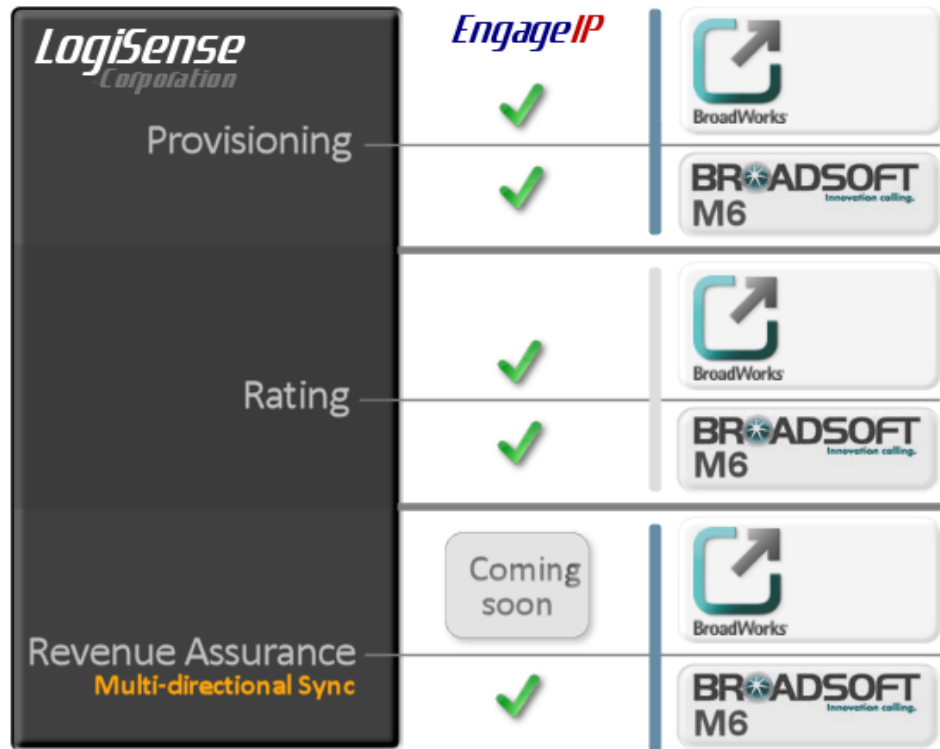 LogiSense
Corporation
EngageIP
BroadWorks
Provisioning
BROADSOFT
Innovation calling.
M6
BroadWorks
Rating
BROADSOFT
Innovation calling.
M6
Coming
soon
BroadWorks
Revenue Assurance
Multi-directional Sync
BROADSOFT
Innovation calling.
M6